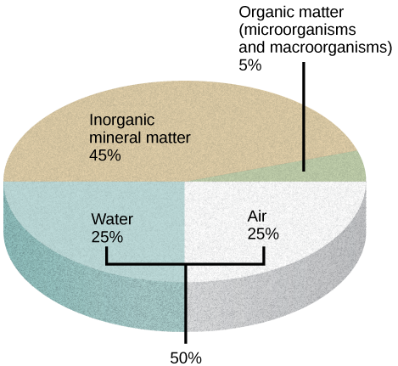 Organic matter
(microorganisms
and macroorganisms)
5%
Inorganic
mineral matter
45%
Water
25%
Air
25%
50%